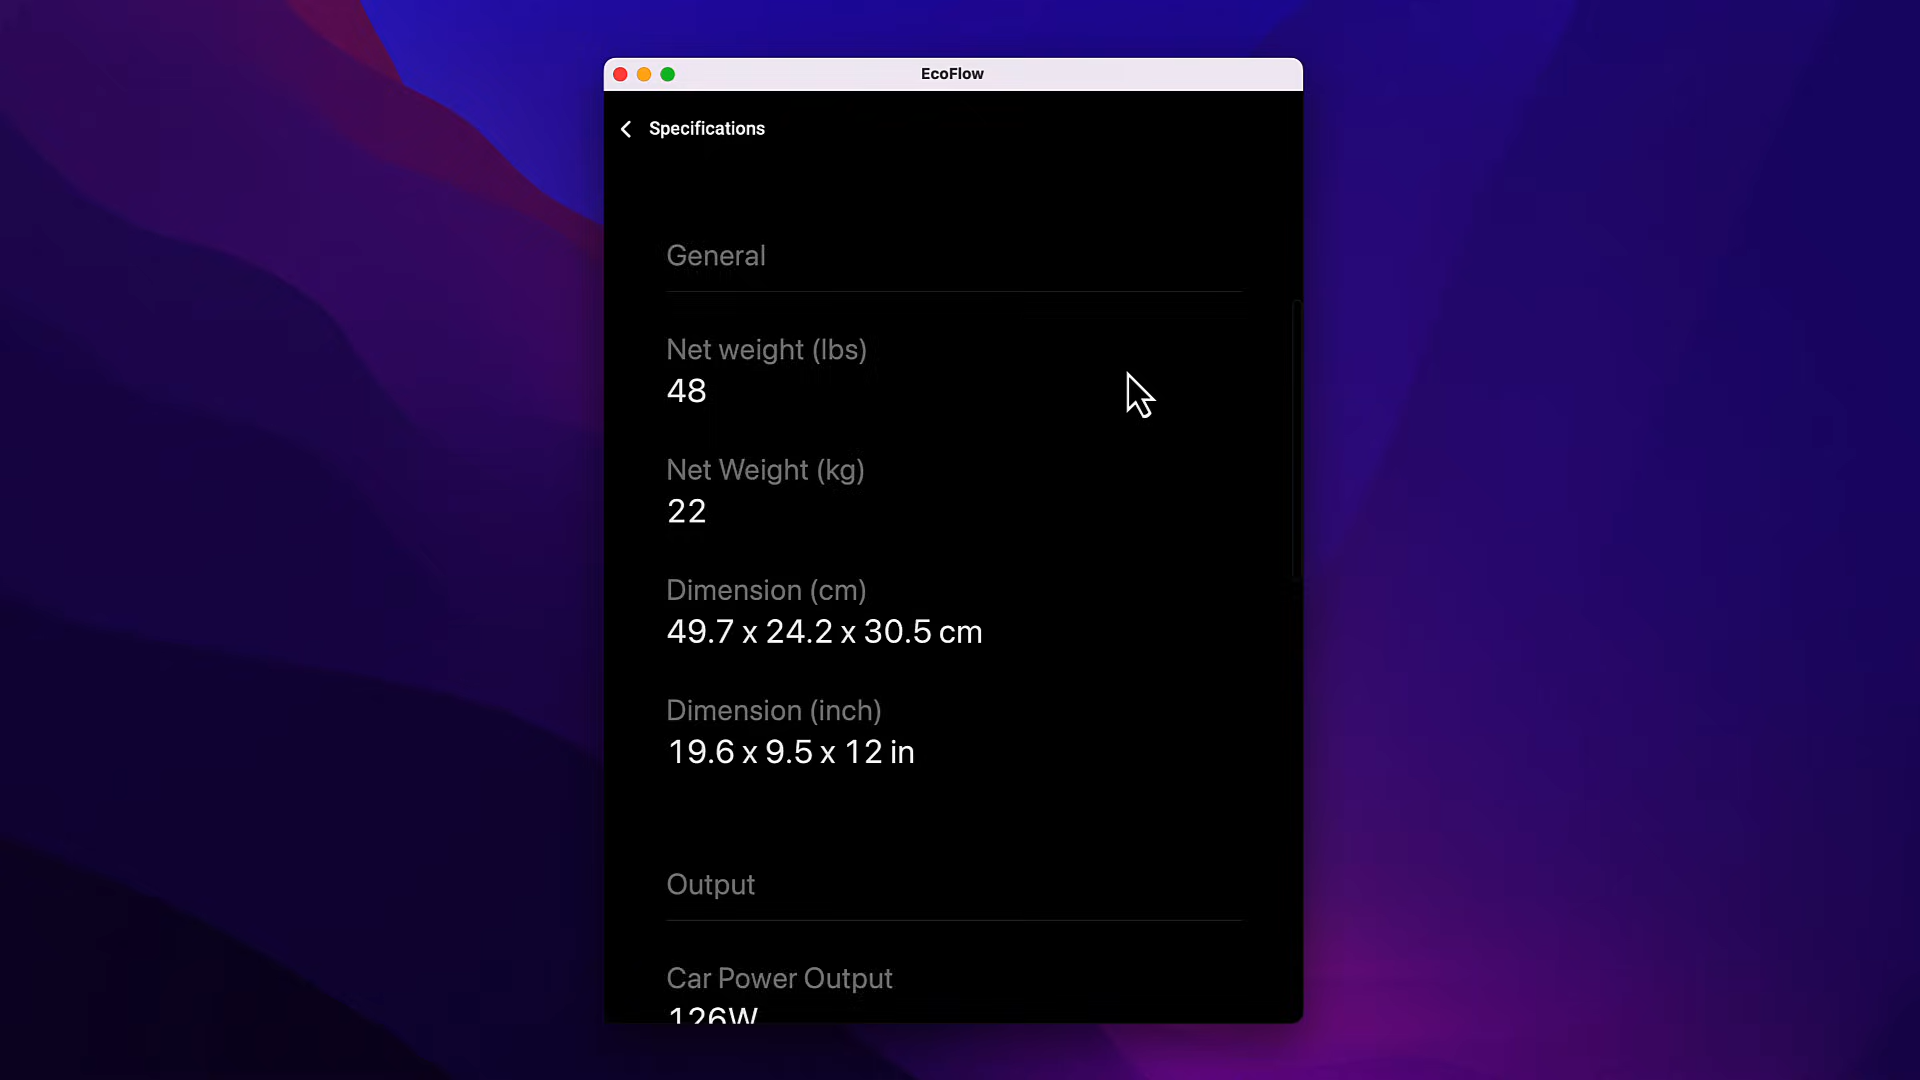 EcoFlow
Specifications
General
Net weight (lbs)
48
Net Weight (kg)
22
Dimension (cm)
49.7 x 24.2 x 30.5 cm
Dimension (inch)
19.6 x 9.5 x 12 in
Output
Car Power Output
126W